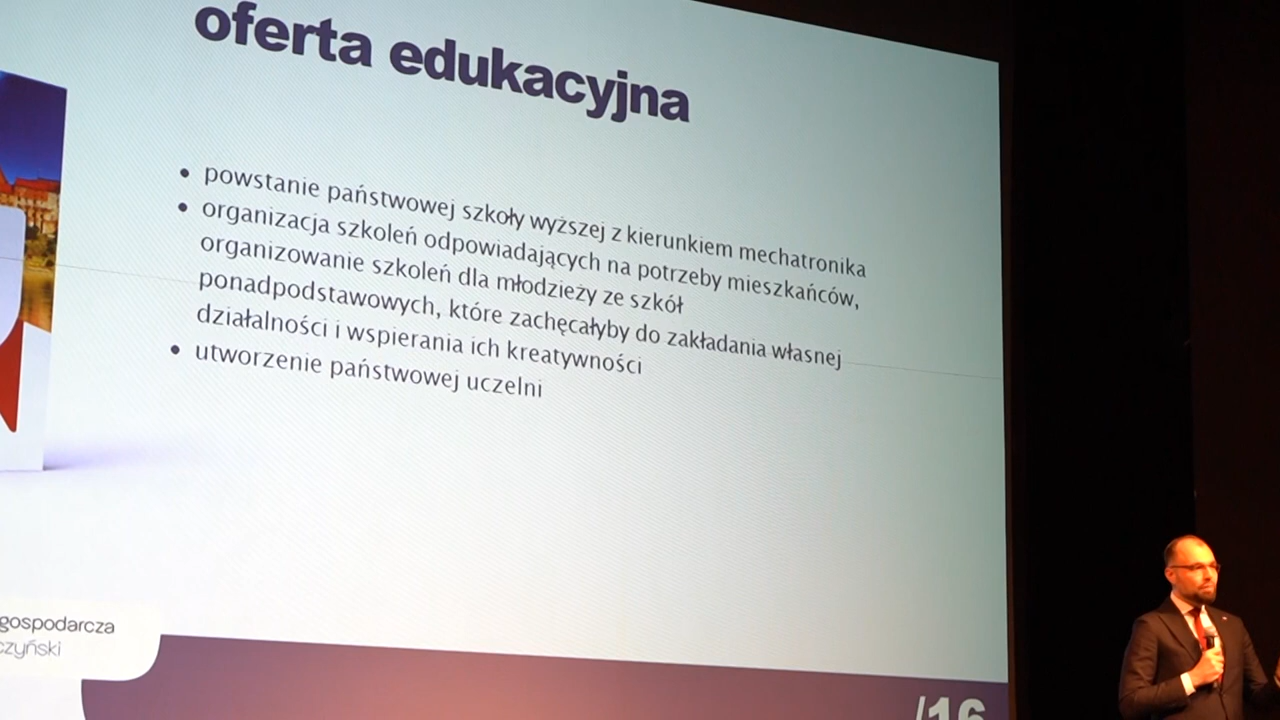 oferta edukacyjna
• powstanie państwowej szkoły wyższej z kierunkiem mechatronika
• organizacja szkoleń odpowiadających na potrzeby mieszkańców,
organizowanie szkoleń dla młodzieży ze szkół
ponadpodstawowych, które zachęcałyby do zakładania własnej
działalności i wspierania ich kreatywności
• utworzenie państwowej uczelni
gospodarcza
czyński
/16